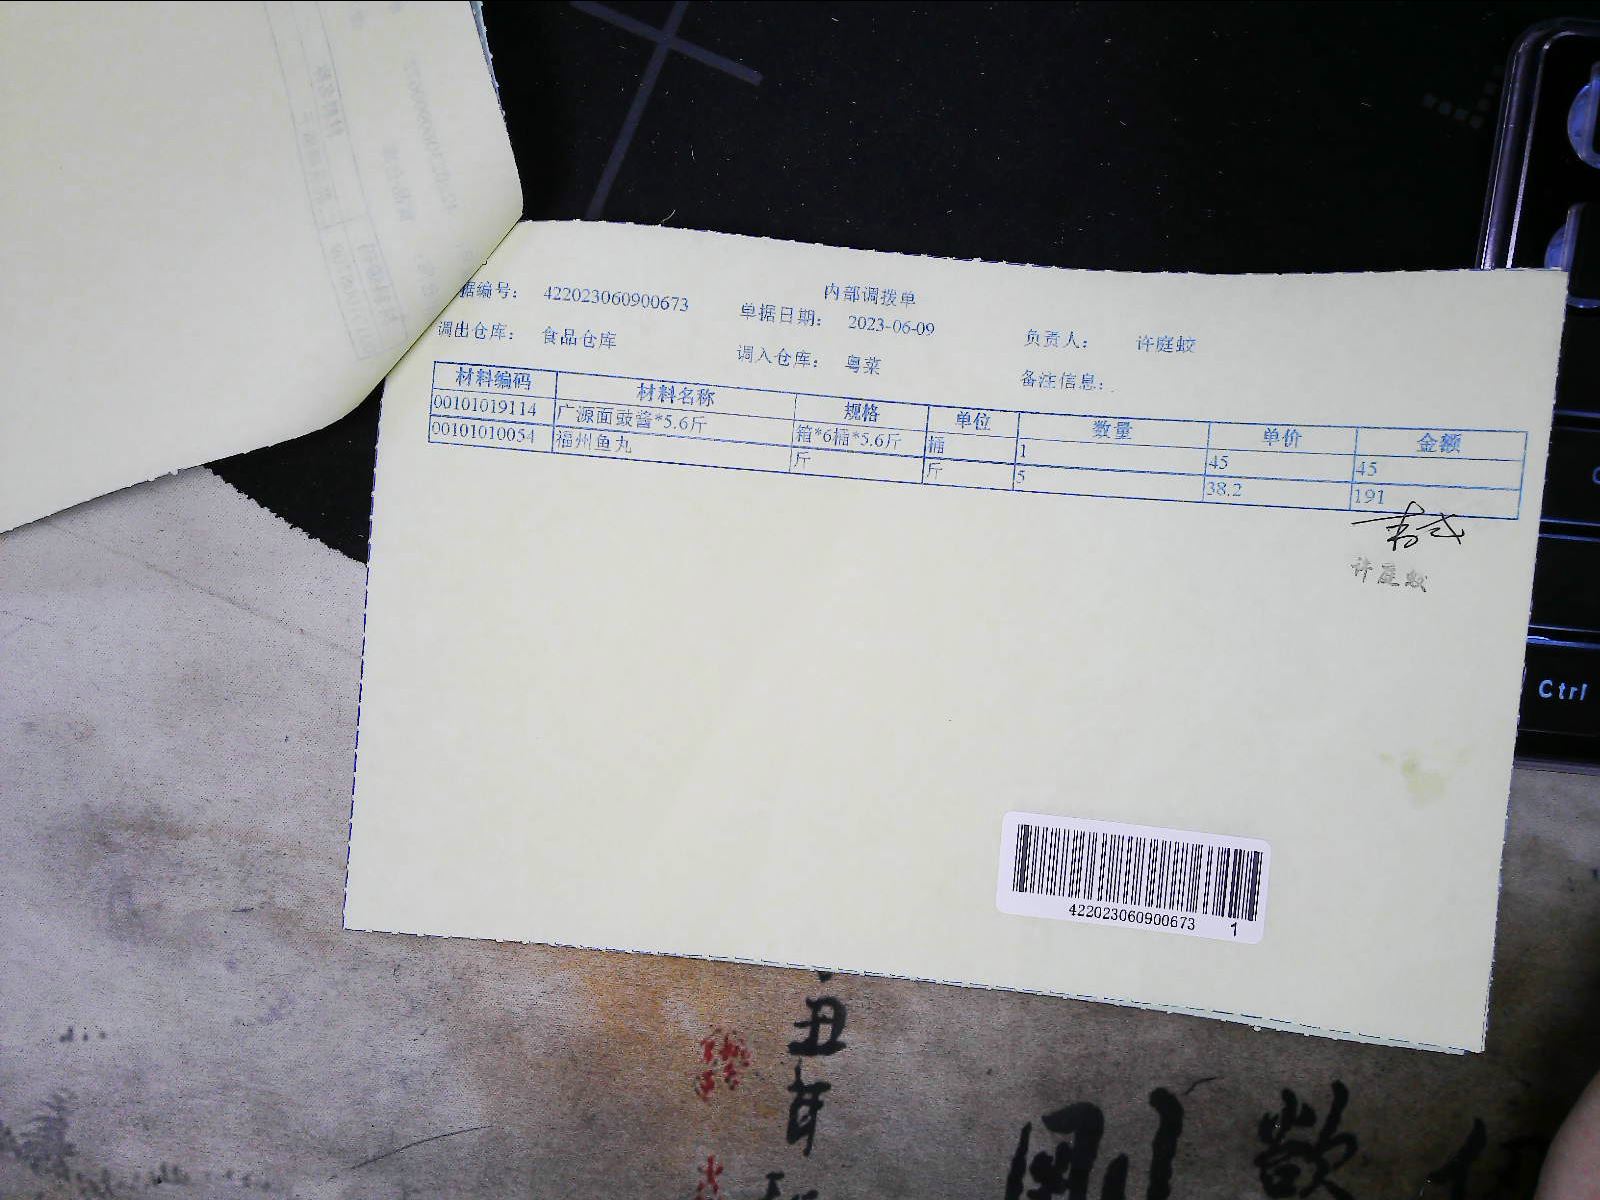 内部调拨单
据编号: 422023060900673 单据日期: 2023-06-09 负责人: 许庭蛟
调出仓库: 食品仓库 调入仓库: 粤菜 备注信息:
材料编码 材料名称 规格 单位 数量 单价 金额
00101019114 广源面豉酱*5.6斤 箱*6桶*5.6斤 桶 1 45 45
00101010054 福州鱼丸 斤 斤 5 38.2 191
许庭蛟
422023060900673 1
Ctrl
丑年